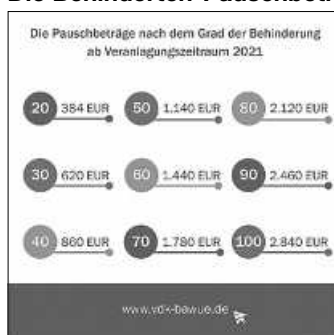 Die Pauschbeträge nach dem Grad der Behinderung
ab Veranlagungszeitraum 2021
20 384 EUR 50 1.140 EUR 80 2.120 EUR
30 620 EUR 60 1.440 EUR 90 2.460 EUR
40 860 EUR 70 1.780 EUR 100 2.840 EUR
www.vdk-bawue.de